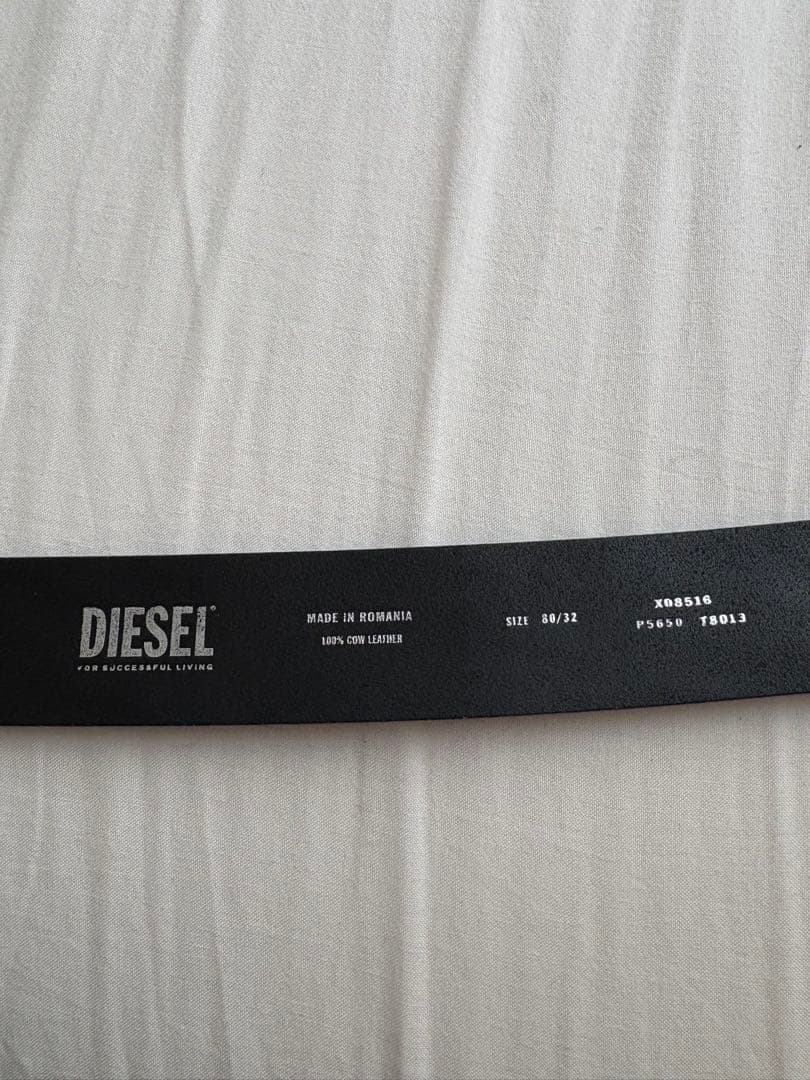 DIESEL®
FOR SUCCESSFUL LIVING
MADE IN ROMANIA
100% COW LEATHER
SIZE 80/32
X08516
P5650 T8013